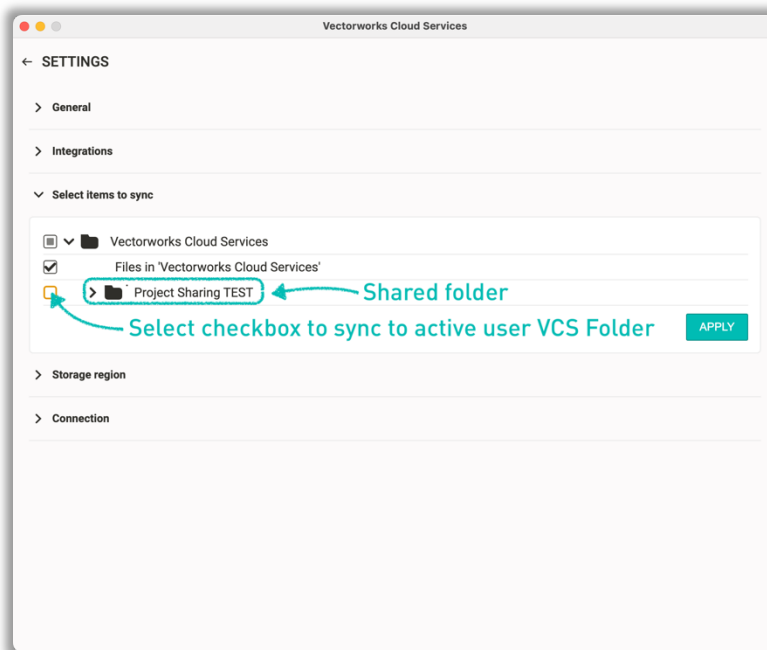 Vectorworks Cloud Services
SETTINGS
General
Integrations
Select items to sync
Vectorworks Cloud Services
Files in 'Vectorworks Cloud Services'
Project Sharing TEST
Shared folder
Select checkbox to sync to active user VCS Folder
APPLY
Storage region
Connection